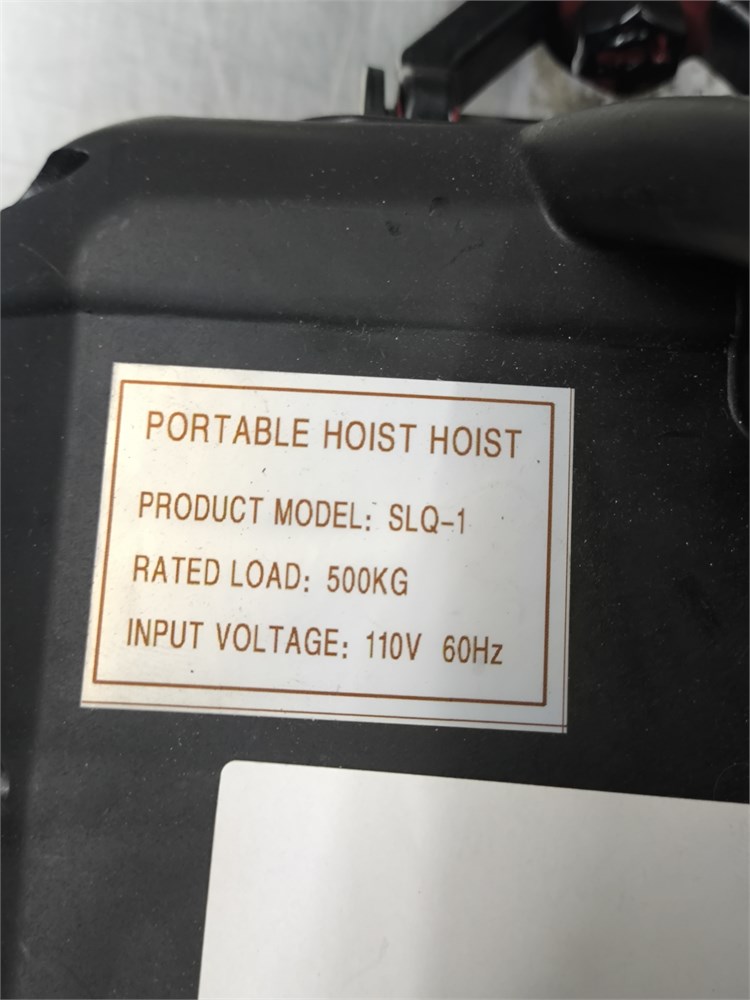 PORTABLE HOIST HOIST
PRODUCT MODEL: SLQ-1
RATED LOAD: 500KG
INPUT VOLTAGE: 110V 60Hz